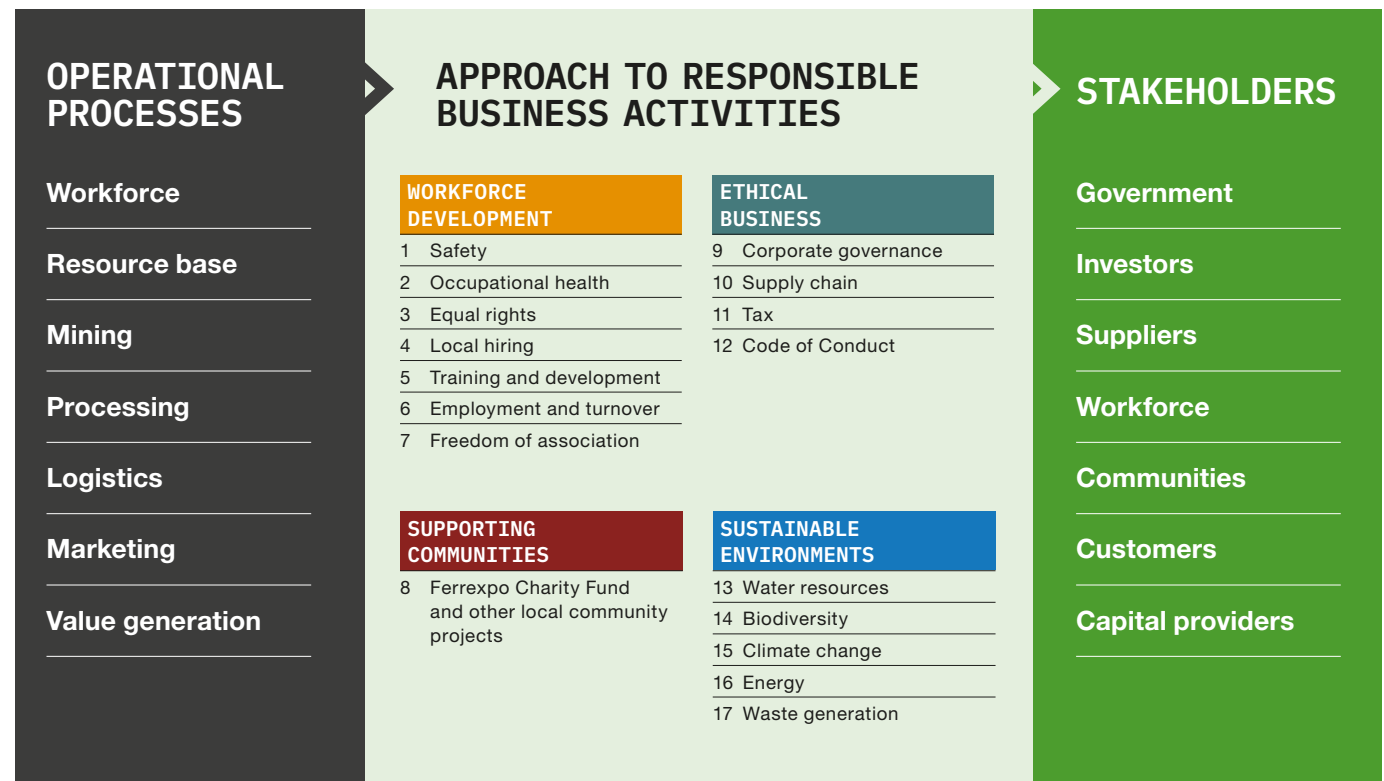 OPERATIONAL
PROCESSES
Workforce
Resource base
Mining
Processing
Logistics
Marketing
Value generation
APPROACH TO RESPONSIBLE
BUSINESS ACTIVITIES
WORKFORCE
DEVELOPMENT
1 Safety
2 Occupational health
3 Equal rights
4 Local hiring
5 Training and development
6 Employment and turnover
7 Freedom of association
ETHICAL
BUSINESS
9 Corporate governance
10 Supply chain
11 Tax
12 Code of Conduct
SUPPORTING
COMMUNITIES
8 Ferrexpo Charity Fund
and other local community
projects
SUSTAINABLE
ENVIRONMENTS
13 Water resources
14 Biodiversity
15 Climate change
16 Energy
17 Waste generation
STAKEHOLDERS
Government
Investors
Suppliers
Workforce
Communities
Customers
Capital providers